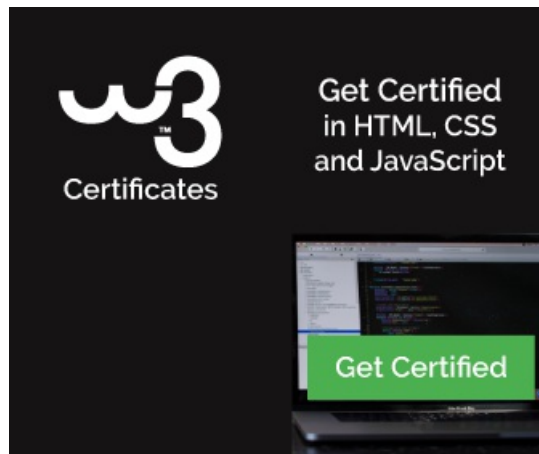 w3
™
Certificates
Get Certified
in HTML, CSS
and JavaScript
Get Certified